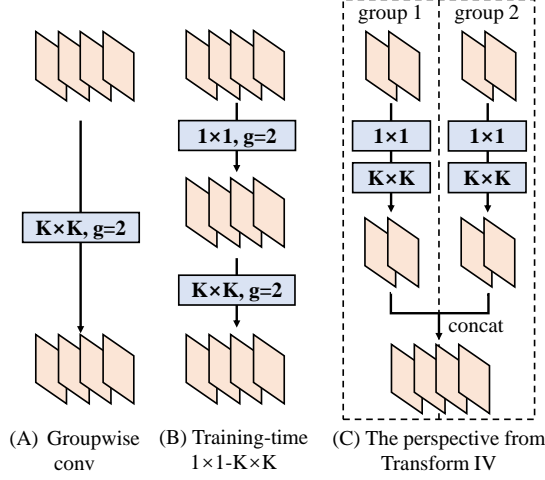 group 1
group 2
1×1, g=2
1×1
1×1
K×K
K×K
K×K, g=2
K×K, g=2
concat
(A) Groupwise
conv
(B) Training-time
1×1-K×K
(C) The perspective from
Transform IV